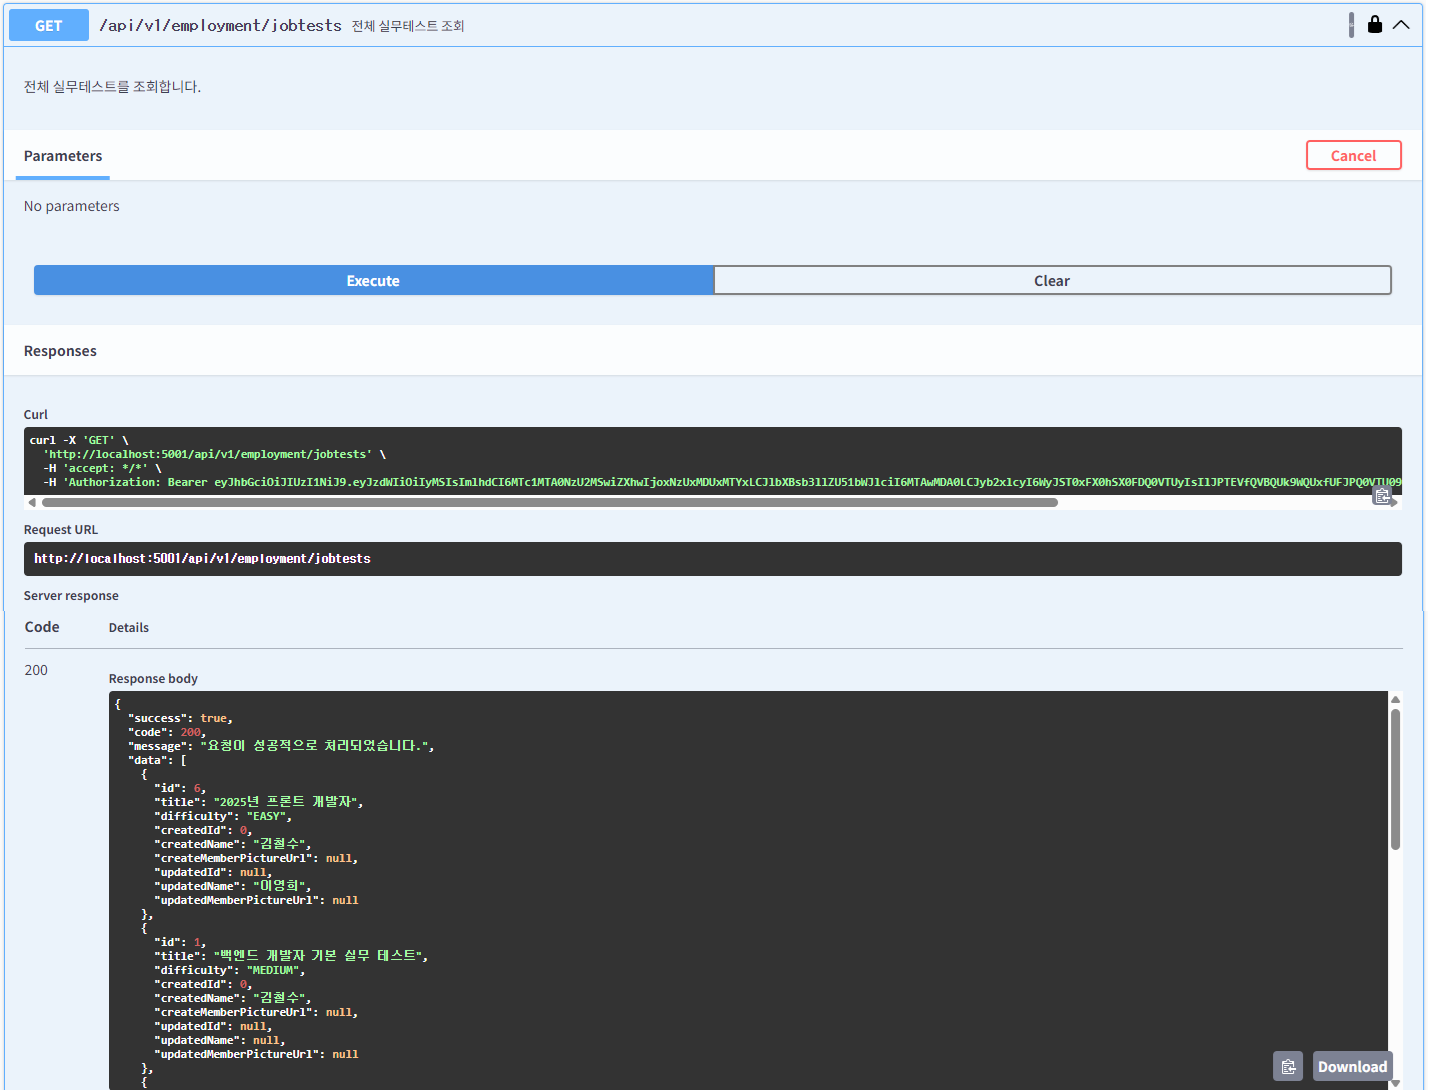 GET /api/v1/employment/jobtests 전체 실무테스트 조회
전체 실무테스트를 조회합니다.
Parameters
Cancel
No parameters
Execute
Clear
Responses
Curl
curl -X 'GET' \
'http://localhost:5001/api/v1/employment/jobtests' \
-H 'accept: */*' \
-H 'Authorization: Bearer
Request URL
http://localhost:5001/api/v1/employment/jobtests
Server response
Code Details
200
Response body
{
"success": true,
"code": 200,
"message": "요청이 성공적으로 처리되었습니다.",
"data": [
{
"id": 6,
"title": "2025년 프론트 개발자",
"difficulty": "EASY",
"createdId": 0,
"createdName": "김철수",
"createMemberPictureUrl": null,
"updatedId": null,
"updatedName": "이영희",
"updatedMemberPictureUrl": null
},
{
"id": 1,
"title": "백엔드 개발자 기본 실무 테스트",
"difficulty": "MEDIUM",
"createdId": 0,
"createdName": "김철수",
"createMemberPictureUrl": null,
"updatedId": null,
"updatedName": null,
"updatedMemberPictureUrl": null
},
{
Download